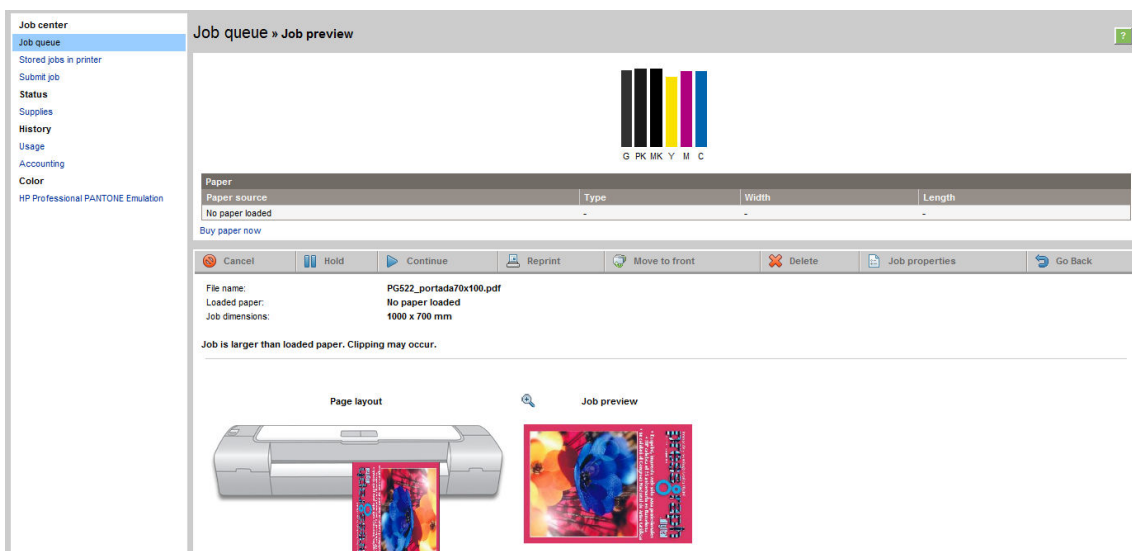 Job center
Job queue
Stored jobs in printer
Submit job
Status
Supplies
History
Usage
Accounting
Color
HP Professional PANTONE Emulation
Job queue » Job preview
?
G PK MK Y M C
Paper
Paper source Type Width Length
No paper loaded - - -
Buy paper now
Cancel Hold Continue Reprint Move to front Delete Job properties Go Back
File name: PG522_portada70x100.pdf
Loaded paper: No paper loaded
Job dimensions: 1000 x 700 mm
Job is larger than loaded paper. Clipping may occur.
Page layout Job preview
digital